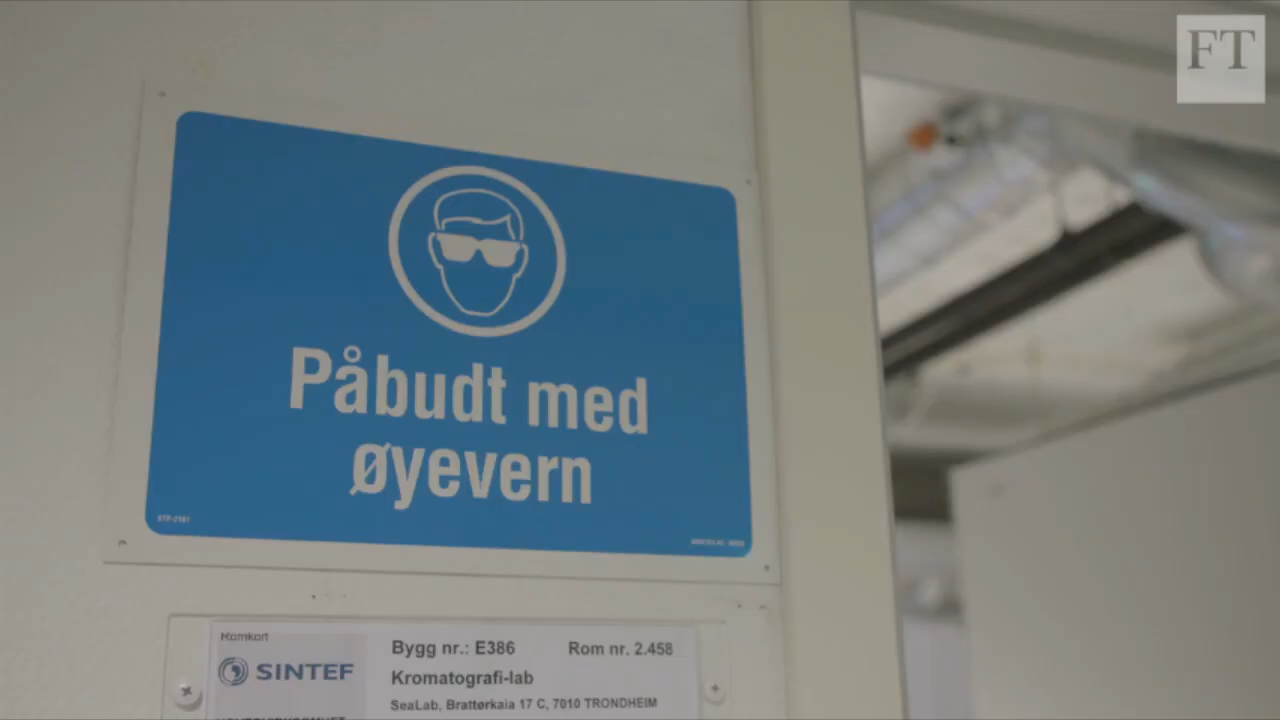 FT
Påbudt med
øyevern
Romkort
SINTEF
Bygg nr.: E386
Rom nr. 2.458
Kromatografi-lab
SeaLab, Brattørkaia 17 C, 7010 TRONDHEIM